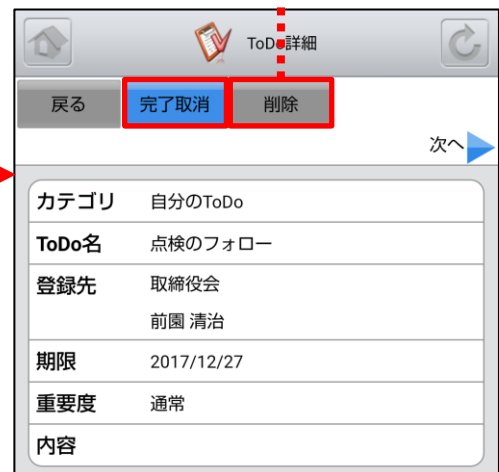 ToDo詳細
戻る 完了取消 削除
次へ
カテゴリ 自分のToDo
ToDo名 点検のフォロー
登録先 取締役会
前園 清治
期限 2017/12/27
重要度 通常
内容